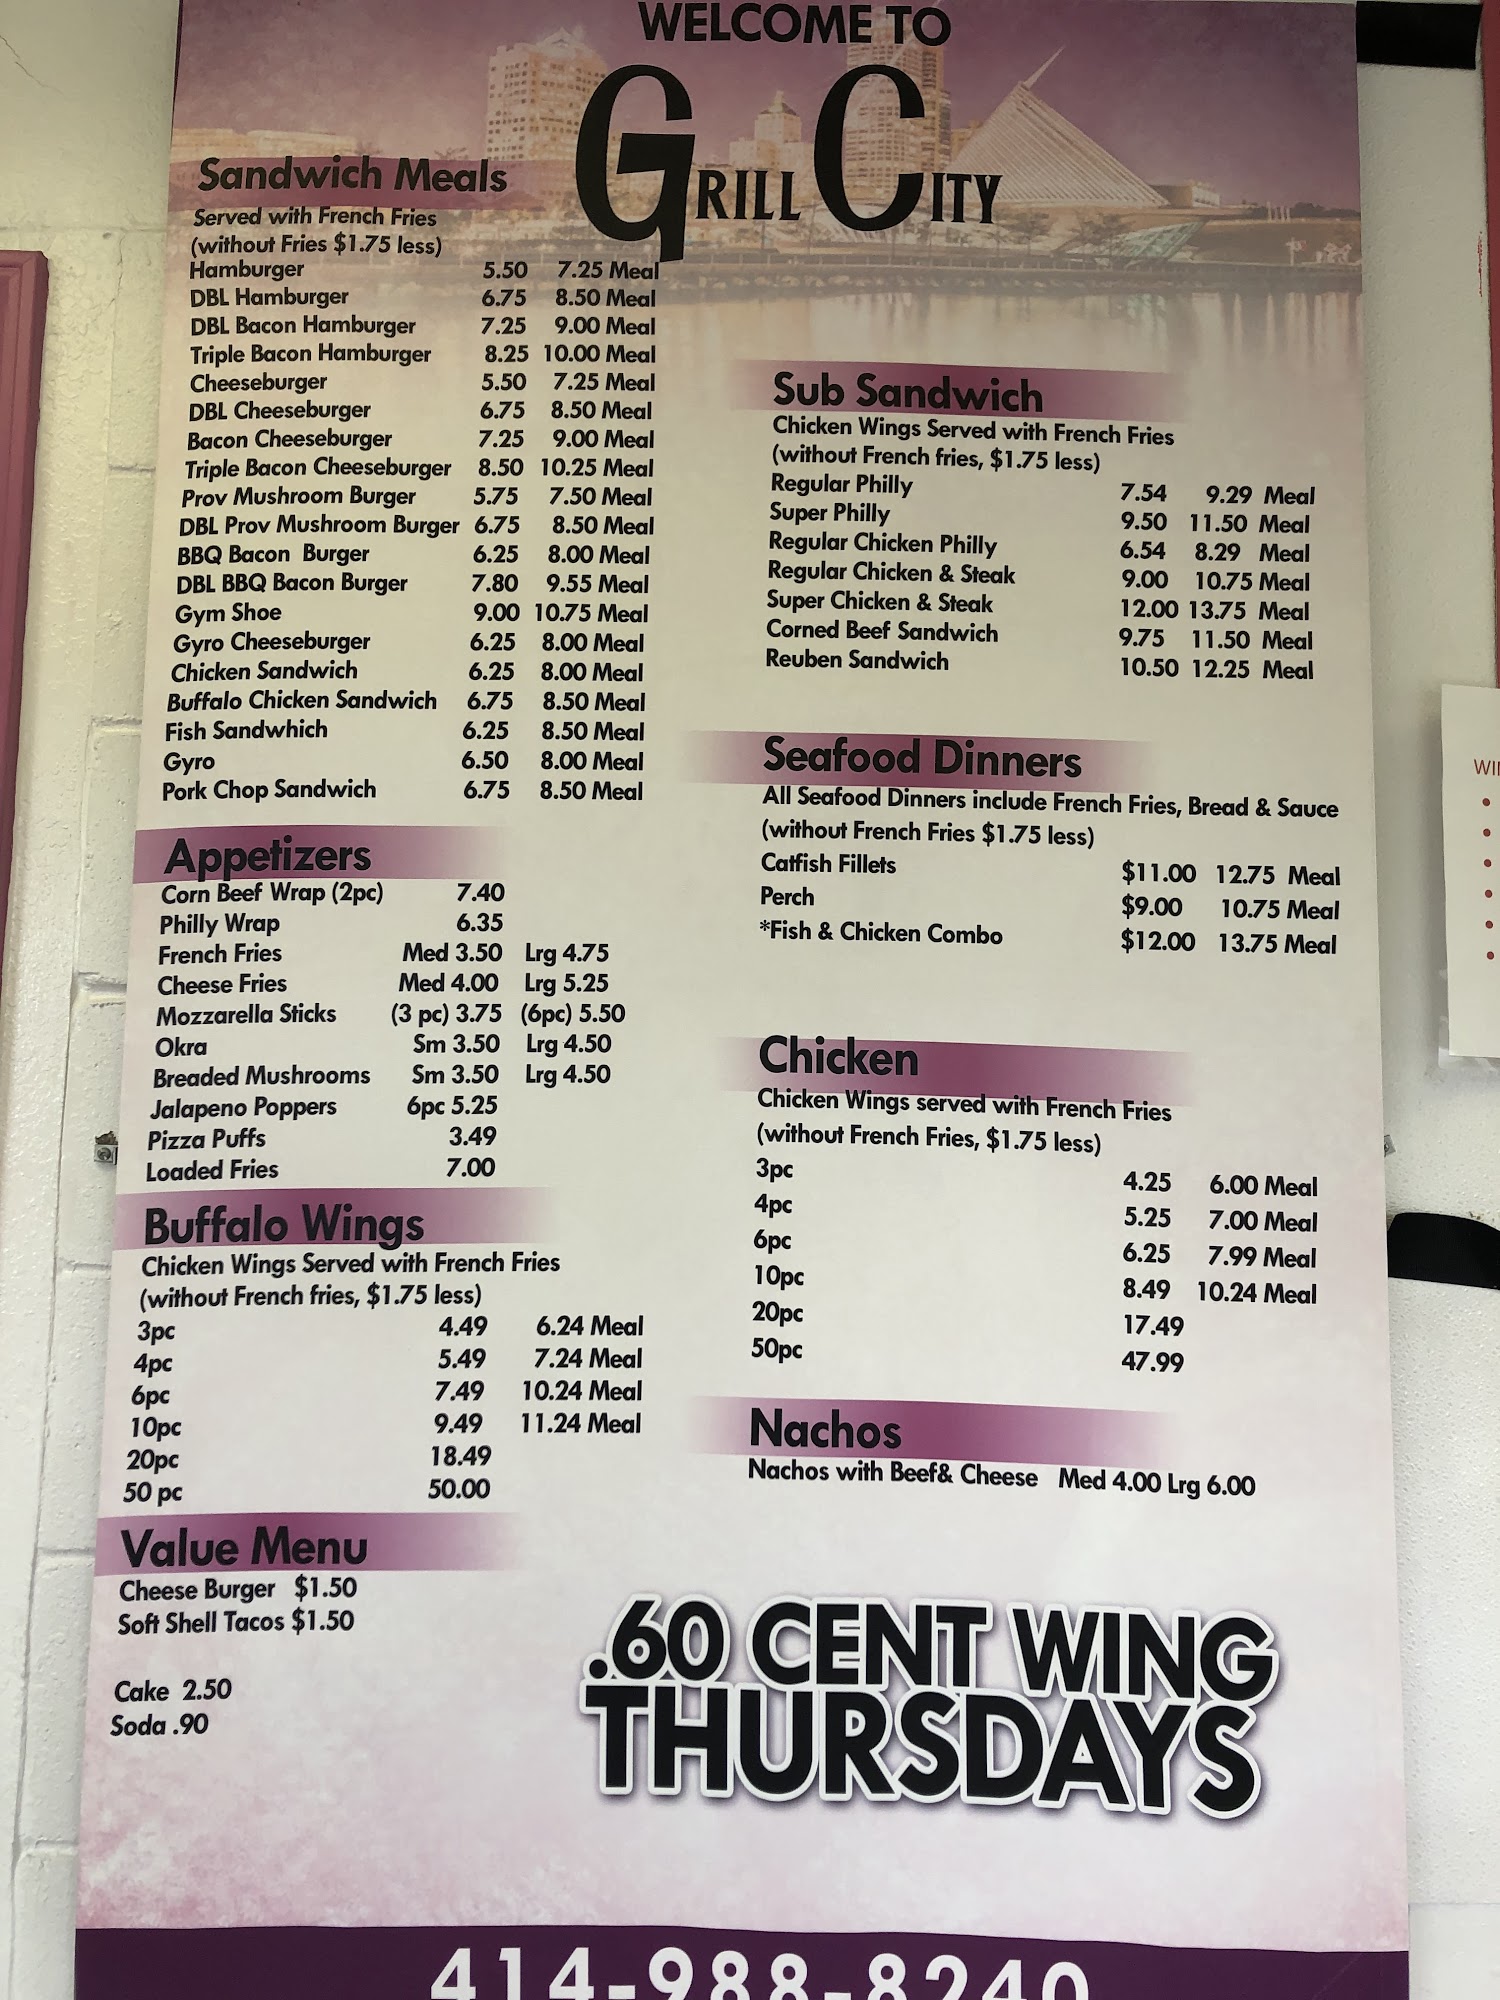 WELCOME TO
GRILL CITY
Sandwich Meals
Served with French Fries
(without Fries $1.75 less)
Hamburger 5.50 7.25 Meal
DBL Hamburger 6.75 8.50 Meal
DBL Bacon Hamburger 7.25 9.00 Meal
Triple Bacon Hamburger 8.25 10.00 Meal
Cheeseburger 5.50 7.25 Meal
DBL Cheeseburger 6.75 8.50 Meal
Bacon Cheeseburger 7.25 9.00 Meal
Triple Bacon Cheeseburger 8.50 10.25 Meal
Prov Mushroom Burger 5.75 7.50 Meal
DBL Prov Mushroom Burger 6.75 8.50 Meal
BBQ Bacon Burger 6.25 8.00 Meal
DBL BBQ Bacon Burger 7.80 9.55 Meal
Gym Shoe 9.00 10.75 Meal
Gyro Cheeseburger 6.25 8.00 Meal
Chicken Sandwich 6.25 8.00 Meal
Buffalo Chicken Sandwich 6.75 8.50 Meal
Fish Sandwhich 6.25 8.50 Meal
Gyro 6.50 8.00 Meal
Pork Chop Sandwich 6.75 8.50 Meal
Appetizers
Corn Beef Wrap (2pc) 7.40
Philly Wrap 6.35
French Fries Med 3.50 Lrg 4.75
Cheese Fries Med 4.00 Lrg 5.25
Mozzarella Sticks (3 pc) 3.75 (6pc) 5.50
Okra Sm 3.50 Lrg 4.50
Breaded Mushrooms Sm 3.50 Lrg 4.50
Jalapeno Poppers 6pc 5.25
Pizza Puffs 3.49
Loaded Fries 7.00
Buffalo Wings
Chicken Wings Served with French Fries
(without French fries, $1.75 less)
3pc 4.49 6.24 Meal
4pc 5.49 7.24 Meal
6pc 7.49 10.24 Meal
10pc 9.49 11.24 Meal
20pc 18.49
50 pc 50.00
Value Menu
Cheese Burger $1.50
Soft Shell Tacos $1.50
Cake 2.50
Soda .90
Sub Sandwich
Chicken Wings Served with French Fries
(without French fries, $1.75 less)
Regular Philly 7.54 9.29 Meal
Super Philly 9.50 11.50 Meal
Regular Chicken Philly 6.54 8.29 Meal
Regular Chicken & Steak 9.00 10.75 Meal
Super Chicken & Steak 12.00 13.75 Meal
Corned Beef Sandwich 9.75 11.50 Meal
Reuben Sandwich 10.50 12.25 Meal
Seafood Dinners
All Seafood Dinners include French Fries, Bread & Sauce
(without French Fries $1.75 less)
Catfish Fillets $11.00 12.75 Meal
Perch $9.00 10.75 Meal
*Fish & Chicken Combo $12.00 13.75 Meal
Chicken
Chicken Wings served with French Fries
(without French Fries, $1.75 less)
3pc 4.25 6.00 Meal
4pc 5.25 7.00 Meal
6pc 6.25 7.99 Meal
10pc 8.49 10.24 Meal
20pc 17.49
50pc 47.99
Nachos
Nachos with Beef& Cheese Med 4.00 Lrg 6.00
.60 CENT WING
THURSDAYS
414-988-8240